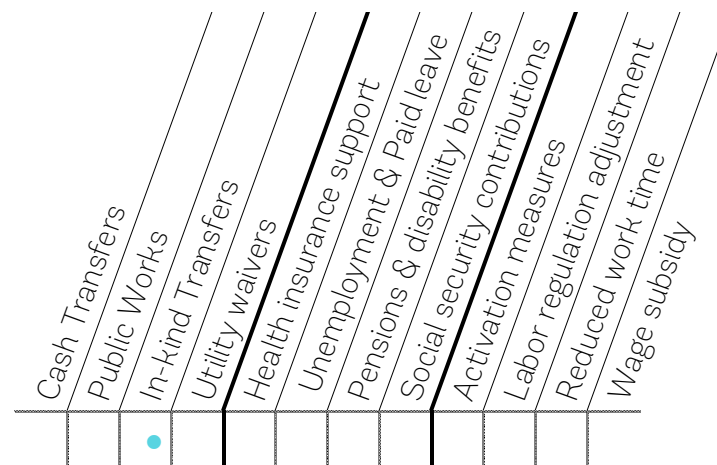 Cash Transfers
Public Works
In-kind Transfers
Utility waivers
Health insurance support
Unemployment & Paid leave
Pensions & disability benefits
Social security contributions
Activation measures
Labor regulation adjustment
Reduced work time
Wage subsidy